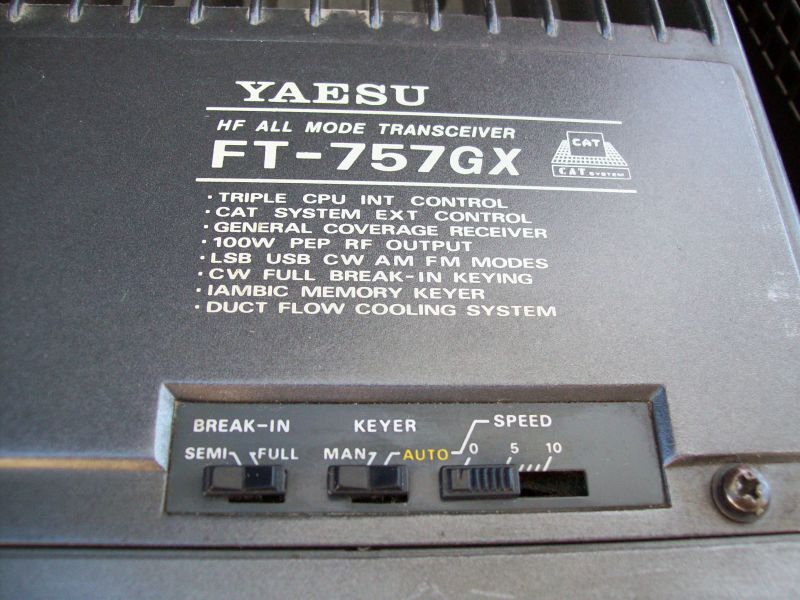 YAESU
HF ALL MODE TRANSCEIVER
FT-757GX
CAT
CAT SYSTEM
· TRIPLE CPU INT CONTROL
· CAT SYSTEM EXT CONTROL
· GENERAL COVERAGE RECEIVER
· 100W PEP RF OUTPUT
· LSB USB CW AM FM MODES
· CW FULL BREAK-IN KEYING
· IAMBIC MEMORY KEYER
· DUCT FLOW COOLING SYSTEM
BREAK-IN KEYER SPEED
SEMI FULL MAN AUTO 0 5 10